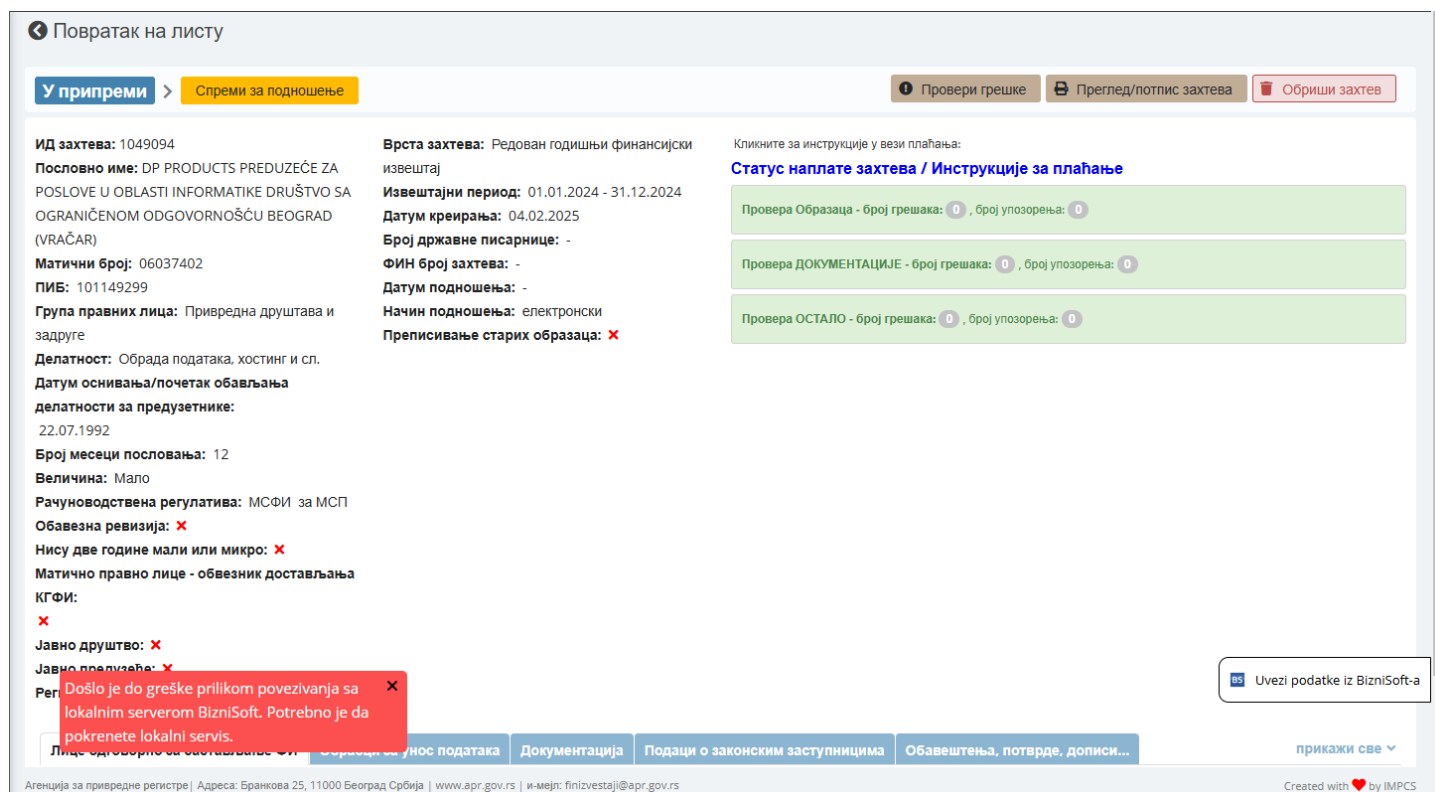 Повратак на листу
У припреми
Спреми за подношење
Провери грешке
Преглед/потпис захтева
Обриши захтев
ИД захтева: 1049094
Пословно име: DP PRODUCTS PREDUZEĆE ZA
POSLOVE U OBLASTI INFORMATIKE DRUŠTVO SA
OGRANIČENOM ODGOVORNOŠĆU BEOGRAD
(VRAČAR)
Матични број: 06037402
ПИБ: 101149299
Група правних лица: Привредна друштава и
задруге
Делатност: Обрада података, хостинг и сл.
Датум оснивања/почетак обављања
делатности за предузетнике:
22.07.1992
Број месеци пословања: 12
Величина: Мало
Рачуноводствена регулатива: МСФИ за МСП
Обавезна ревизија:
Нису две године мали или микро:
Матично правно лице - обвезник достављања
КГФИ:
Јавно друштво:
Јавно предузеће:
Врста захтева: Редован годишњи финансијски
извештај
Извештајни период: 01.01.2024 - 31.12.2024
Датум креирања: 04.02.2025
Број државне писарнице: -
ФИН број захтева: -
Датум подношења: -
Начин подношења: електронски
Преписивање старих образаца:
Кликните за инструкције у вези плаћања:
Статус наплате захтева / Инструкције за плаћање
Провера Образаца - број грешака: 0 , број упозорења: 0
Провера ДОКУМЕНТАЦИЈЕ - број грешака: 0 , број упозорења: 0
Провера ОСТАЛО - број грешака: 0 , број упозорења: 0
Došlo je do greške prilikom povezivanja sa
lokalnim serverom BizniSoft. Potrebno je da
pokrenete lokalni servis.
BS Uvezi podatke iz BizniSoft-a
унос података
Документација
Подаци о законским заступницима
Обавештења, потврде, дописи...
прикажи све
Агенција за привредне регистре| Адреса: Бранкова 25, 11000 Београд Србија | www.apr.gov.rs | и-мејл: finizvestaji@apr.gov.rs
Created with by IMPCS